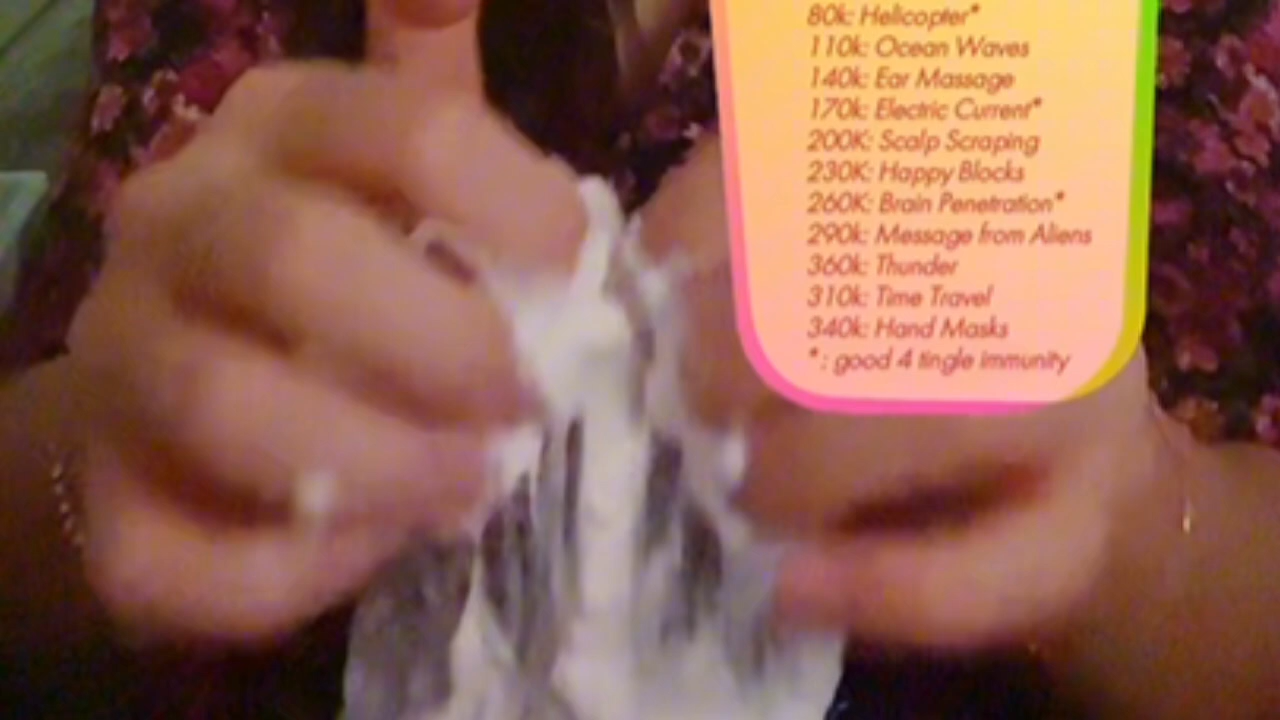 80k: Helicopter*
110k: Ocean Waves
140k: Ear Massage
170k: Electric Current*
200K: Scalp Scraping
230K: Happy Blocks
260K: Brain Penetration*
290k: Message from Aliens
360k: Thunder
310k: Time Travel
340k: Hand Masks
* : good 4 tingle immunity